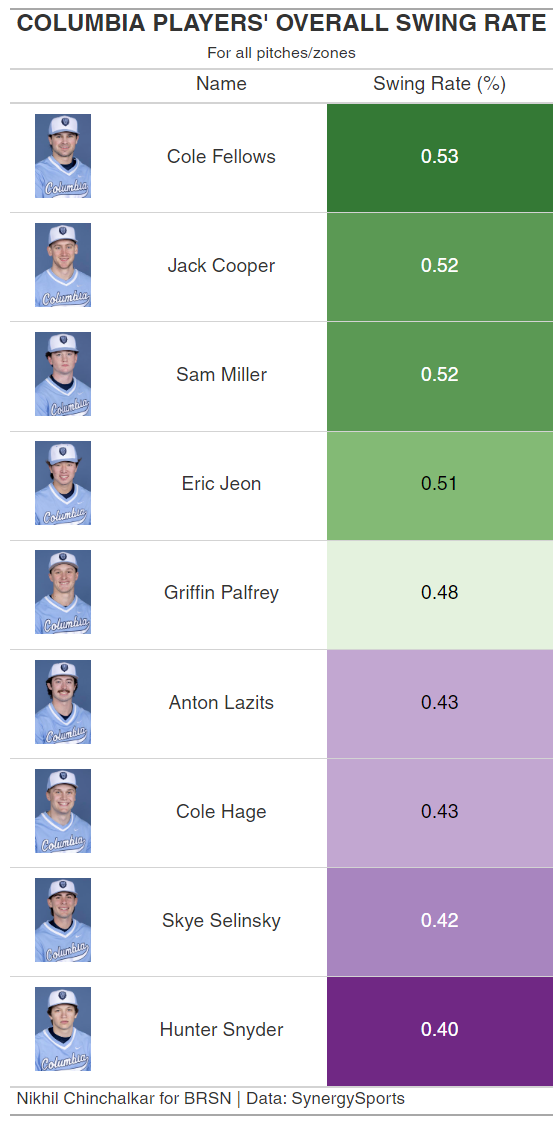 COLUMBIA PLAYERS' OVERALL SWING RATE
For all pitches/zones
Name Swing Rate (%)
Columbia Cole Fellows 0.53
Columbia Jack Cooper 0.52
Columbia Sam Miller 0.52
Columbia Eric Jeon 0.51
Columbia Griffin Palfrey 0.48
Columbia Anton Lazits 0.43
Columbia Cole Hage 0.43
Columbia Skye Selinsky 0.42
Columbia Hunter Snyder 0.40
Nikhil Chinchalkar for BRSN | Data: SynergySports